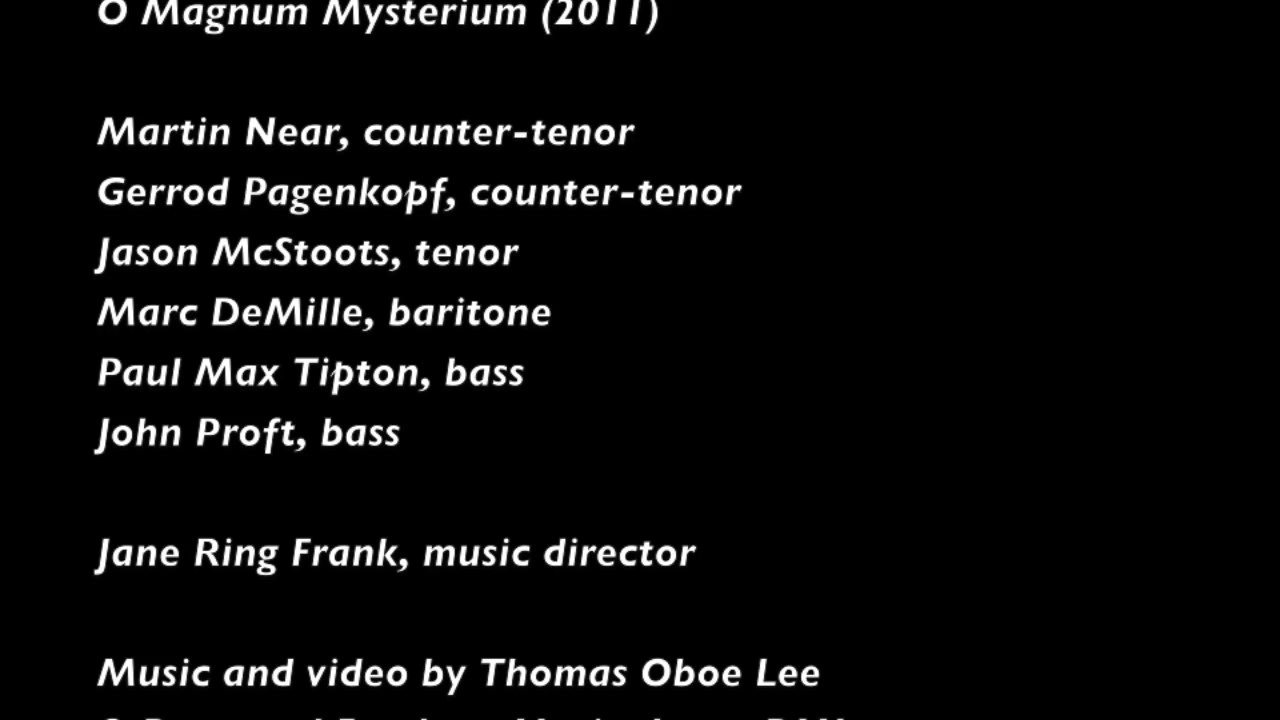 O Magnum Mysterium (2011)
Martin Near, counter-tenor
Gerrod Pagenkopf, counter-tenor
Jason McStoots, tenor
Marc DeMille, baritone
Paul Max Tipton, bass
John Proft, bass
Jane Ring Frank, music director
Music and video by Thomas Oboe Lee